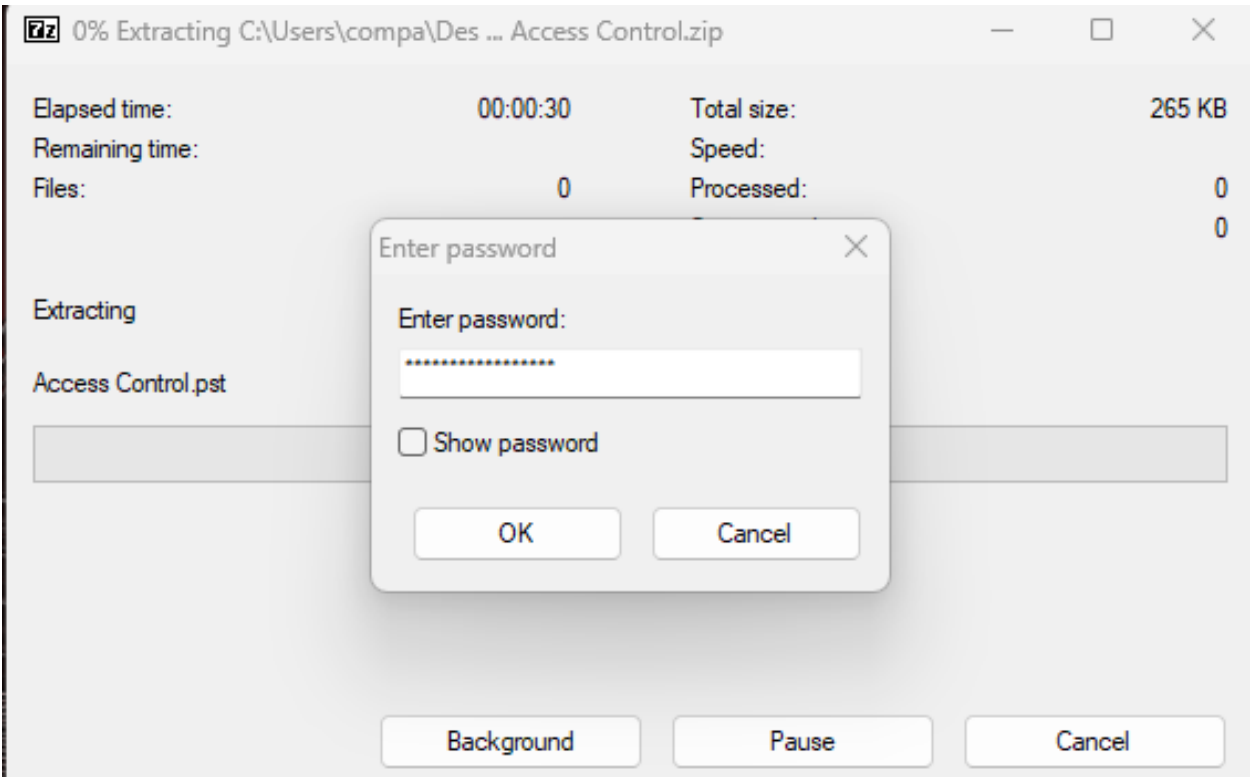 7z 0% Extracting C:\Users\compa\Des ... Access Control.zip
Elapsed time: 00:00:30 Total size: 265 KB
Remaining time: Speed:
Files: 0 Processed: 0
0
Enter password
Extracting
Enter password:
*****************
Access Control.pst
Show password
OK Cancel
Background Pause Cancel